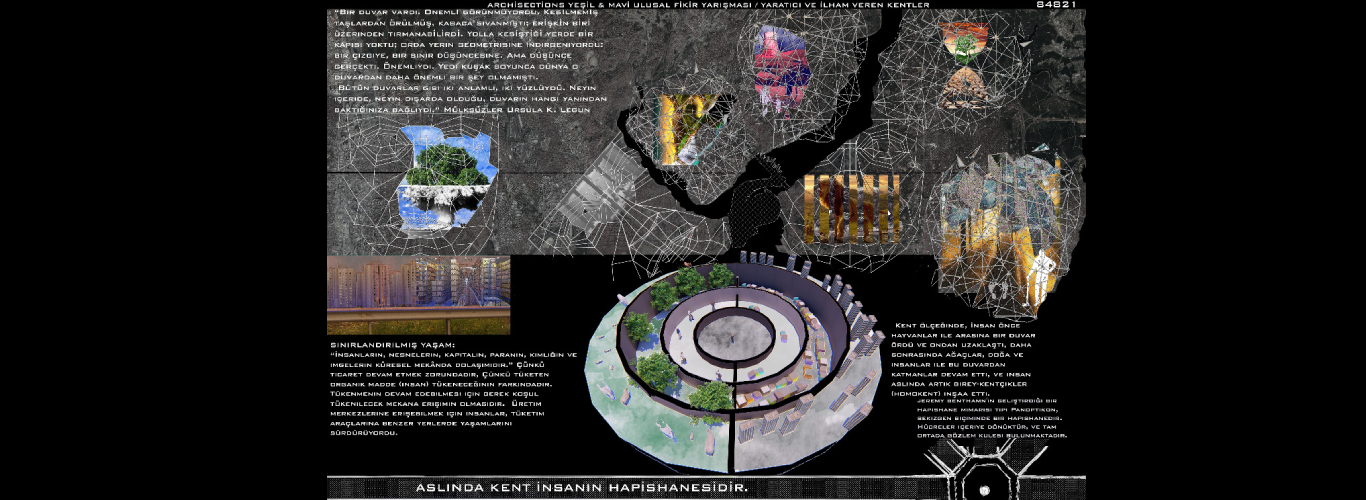 ARCHISECTIONS YEŞİL & MAVİ ULUSAL FİKİR YARIŞMASI / YARATICI VE İLHAM VEREN KENTLER
84821
"BİR DUVAR VARDI. ÖNEMLİ GÖRÜNMÜYORDU. KESİLMEMİŞ
TAŞLARDAN ÖRÜLMÜŞ, KABACA SIVANMIŞTI; ERİŞKİN BİRİ
ÜZERİNDEN TIRMANABİLİRDİ. YOLLA KESİŞTİĞİ YERDE BİR
KAPISI YOKTU; ORDA YERİN GEOMETRİSİNE İNDİRGENİYORDU:
BİR ÇİZGİYE, BİR SINIR DÜŞÜNCESİNE. AMA DÜŞÜNCE
GERÇEKTİ. ÖNEMLİYDİ. YEDİ KUŞAK BOYUNCA DÜNYA O
DUVARDAN DAHA ÖNEMLİ BİR ŞEY OLMAMIŞTI.
BÜTÜN DUVARLAR GİBİ İKİ ANLAMLI, İKİ YÜZLÜYDÜ. NEYİN
İÇERİDE, NEYİN DIŞARDA OLDUĞU, DUVARIN HANGİ YANINDAN
BAKTIĞINIZA BAĞLIYDI." MÜLKSÜZLER URSULA K. LEGUN
SINIRLANDIRILMIŞ YAŞAM:
"İNSANLARIN, NESNELERİN, KAPİTALİN, PARANIN, KİMLİĞİN VE
İMGELERİN KÜRESEL MEKÂNDA DOLAŞIMIDIR." ÇÜNKÜ
TİCARET DEVAM ETMEK ZORUNDADIR, ÇÜNKÜ TÜKETEN
ORGANİK MADDE (İNSAN) TÜKENECEĞİNİN FARKINDADIR.
TÜKENMENİN DEVAM EDEBİLMESİ İÇİN GEREK KOŞUL
TÜKENİLECEK MEKANA ERİŞİMİN OLMASIDIR. ÜRETİM
MERKEZLERİNE ERİŞEBİLMEK İÇİN İNSANLAR, TÜKETİM
ARAÇLARINA BENZER YERLERDE YAŞAMLARINI
SÜRDÜRÜYORDU.
KENT ÖLÇEĞİNDE, İNSAN ÖNCE
HAYVANLAR İLE ARASINA BİR DUVAR
ÖRDÜ VE ONDAN UZAKLAŞTI, DAHA
SONRASINDA AĞAÇLAR, DOĞA VE
İNSANLAR İLE BU DUVARDAN
KATMANLAR DEVAM ETTİ, VE İNSAN
ASLINDA ARTIK BİREY-KENTÇİKLER
(HOMOKENT) İNŞAA ETTİ.
JEREMY BENTHAM'IN GELİŞTİRDİĞİ BİR
HAPİSHANE MİMARİSİ TİPİ PANOPTİKON,
SEKİZGEN BİÇİMİNDE BİR HAPİSHANEDİR.
HÜCRELER İÇERİYE DÖNÜKTÜR, VE TAM
ORTADA GÖZLEM KULESİ BULUNMAKTADIR.
ASLINDA KENT İNSANIN HAPİSHANESİDİR.